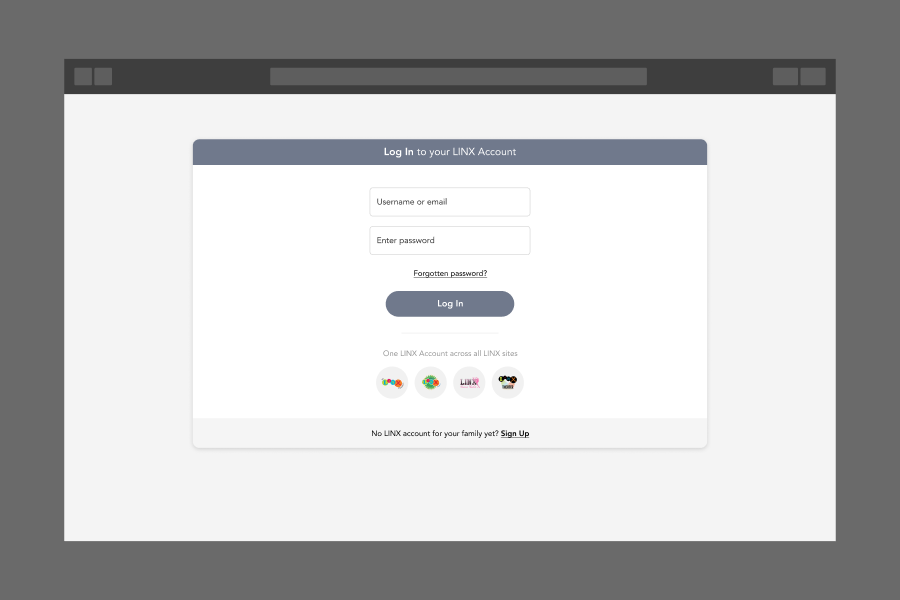 Log In to your LINX Account
Username or email
Enter password
Forgotten password?
Log In
One LINX Account across all LINX sites
LINX
No LINX account for your family yet? Sign Up